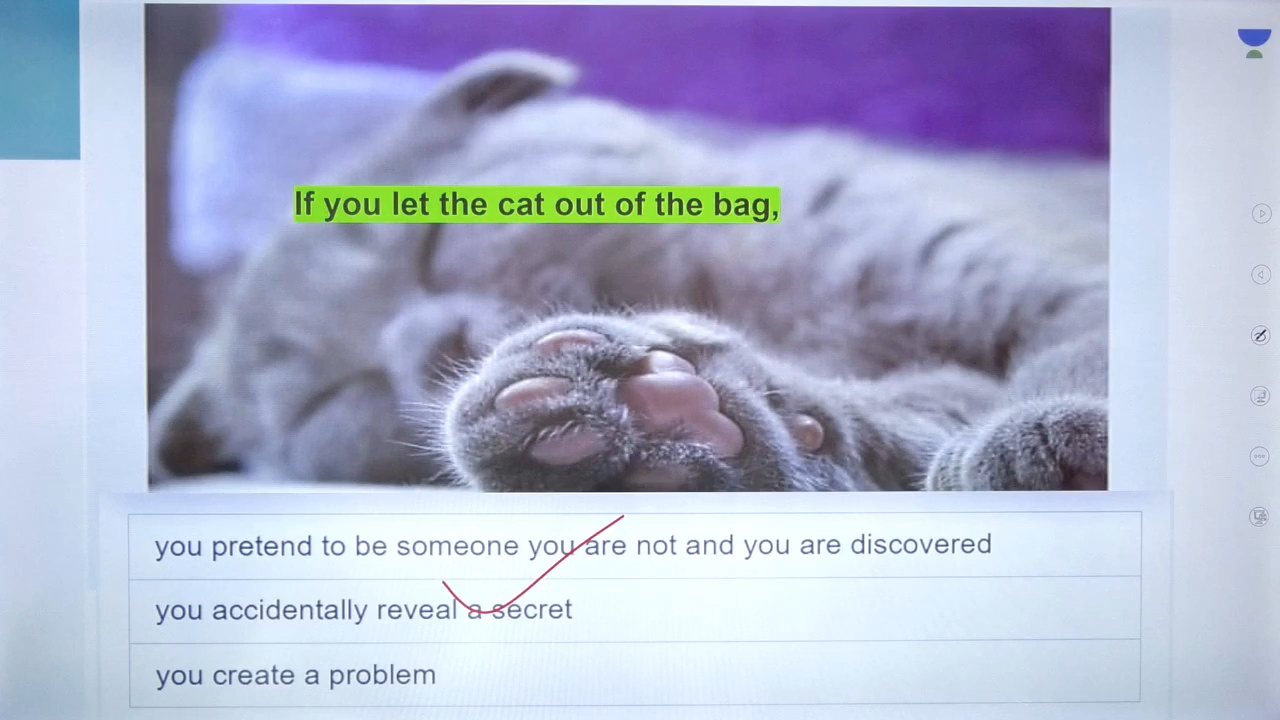 If you let the cat out of the bag,
you pretend to be someone you are not and you are discovered
you accidentally reveal a secret
you create a problem